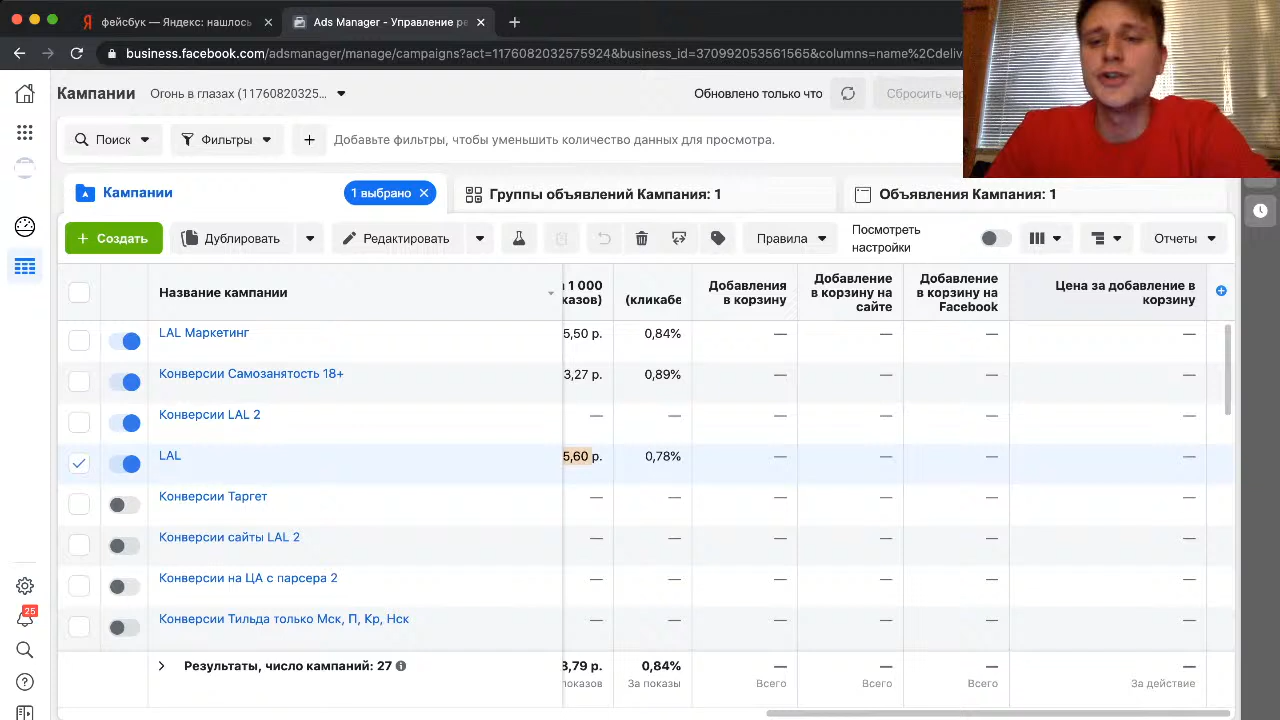 фейсбук — Яндекс: нашлось
Ads Manager - Управление ре
business.facebook.com/adsmanager/manage/campaigns?act=1176082032575924&business_id=370992053561565&columns=name%2Cdeliv
Кампании
Огонь в глазах (11760820325...
Обновлено только что
Сбросить чер
Поиск
Фильтры
Добавьте фильтры, чтобы уменьшить количество данных для просмотра.
Кампании
1 выбрано
Группы объявлений Кампания: 1
Объявления Кампания: 1
+ Создать
Дублировать
Редактировать
Правила
Посмотреть
настройки
Отчеты
Название кампании
1 000
казов)
(кликабе
Добавления
в корзину
Добавление
в корзину на
сайте
Добавление
в корзину на
Facebook
Цена за добавление в
корзину
LAL Маркетинг 5,50 р. 0,84% — — — —
Конверсии Самозанятость 18+ 3,27 р. 0,89% — — — —
Конверсии LAL 2 — — — — — —
LAL 5,60 р. 0,78% — — — —
Конверсии Таргет — — — — — —
Конверсии сайты LAL 2 — — — — — —
Конверсии на ЦА с парсера 2 — — — — — —
Конверсии Тильда только Мск, П, Кр, Нск — — — — — —
Результаты, число кампаний: 27 8,79 р. 0,84% — — — —
показов За показы Всего Всего Всего За действие
25